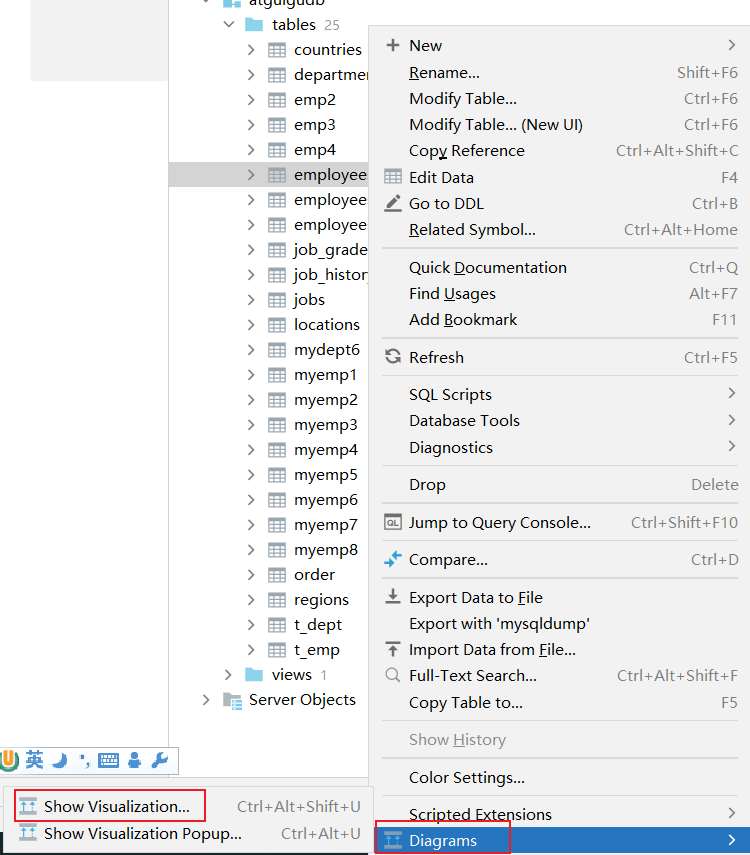 atguigudb
tables 25
countries
departmen
emp2
emp3
emp4
employee
employee
employee
job_grade
job_history
jobs
locations
mydept6
myemp1
myemp2
myemp3
myemp4
myemp5
myemp6
myemp7
myemp8
order
regions
t_dept
t_emp
views 1
Server Objects
New
Rename... Shift+F6
Modify Table... Ctrl+F6
Modify Table... (New UI) Ctrl+F6
Copy Reference Ctrl+Alt+Shift+C
Edit Data F4
Go to DDL Ctrl+B
Related Symbol... Ctrl+Alt+Home
Quick Documentation Ctrl+Q
Find Usages Alt+F7
Add Bookmark F11
Refresh Ctrl+F5
SQL Scripts
Database Tools
Diagnostics
Drop Delete
QL Jump to Query Console... Ctrl+Shift+F10
Compare... Ctrl+D
Export Data to File
Export with 'mysqldump'
Import Data from File...
Full-Text Search... Ctrl+Alt+Shift+F
Copy Table to... F5
Show History
Color Settings...
Scripted Extensions
Diagrams
英
Show Visualization... Ctrl+Alt+Shift+U
Show Visualization Popup... Ctrl+Alt+U